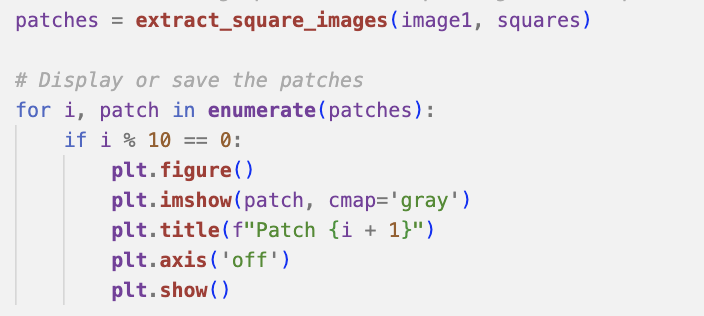 patches = extract_square_images(image1, squares)
# Display or save the patches
for i, patch in enumerate(patches):
    if i % 10 == 0:
        plt.figure()
        plt.imshow(patch, cmap='gray')
        plt.title(f"Patch {i + 1}")
        plt.axis('off')
        plt.show()